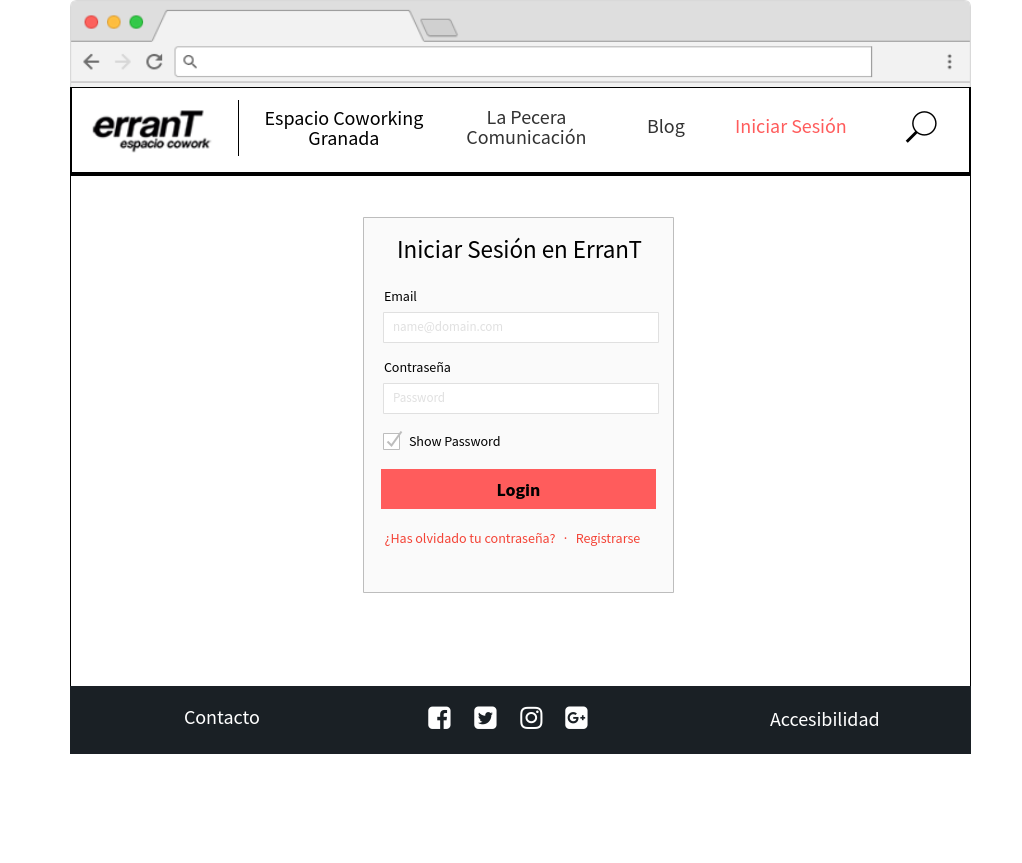 erranT
espacio cowork
Espacio Coworking
Granada
La Pecera
Comunicación
Blog
Iniciar Sesión
Iniciar Sesión en ErranT
Email
name@domain.com
Contraseña
Password
Show Password
Login
¿Has olvidado tu contraseña? · Registrarse
Contacto
G+
Accesibilidad